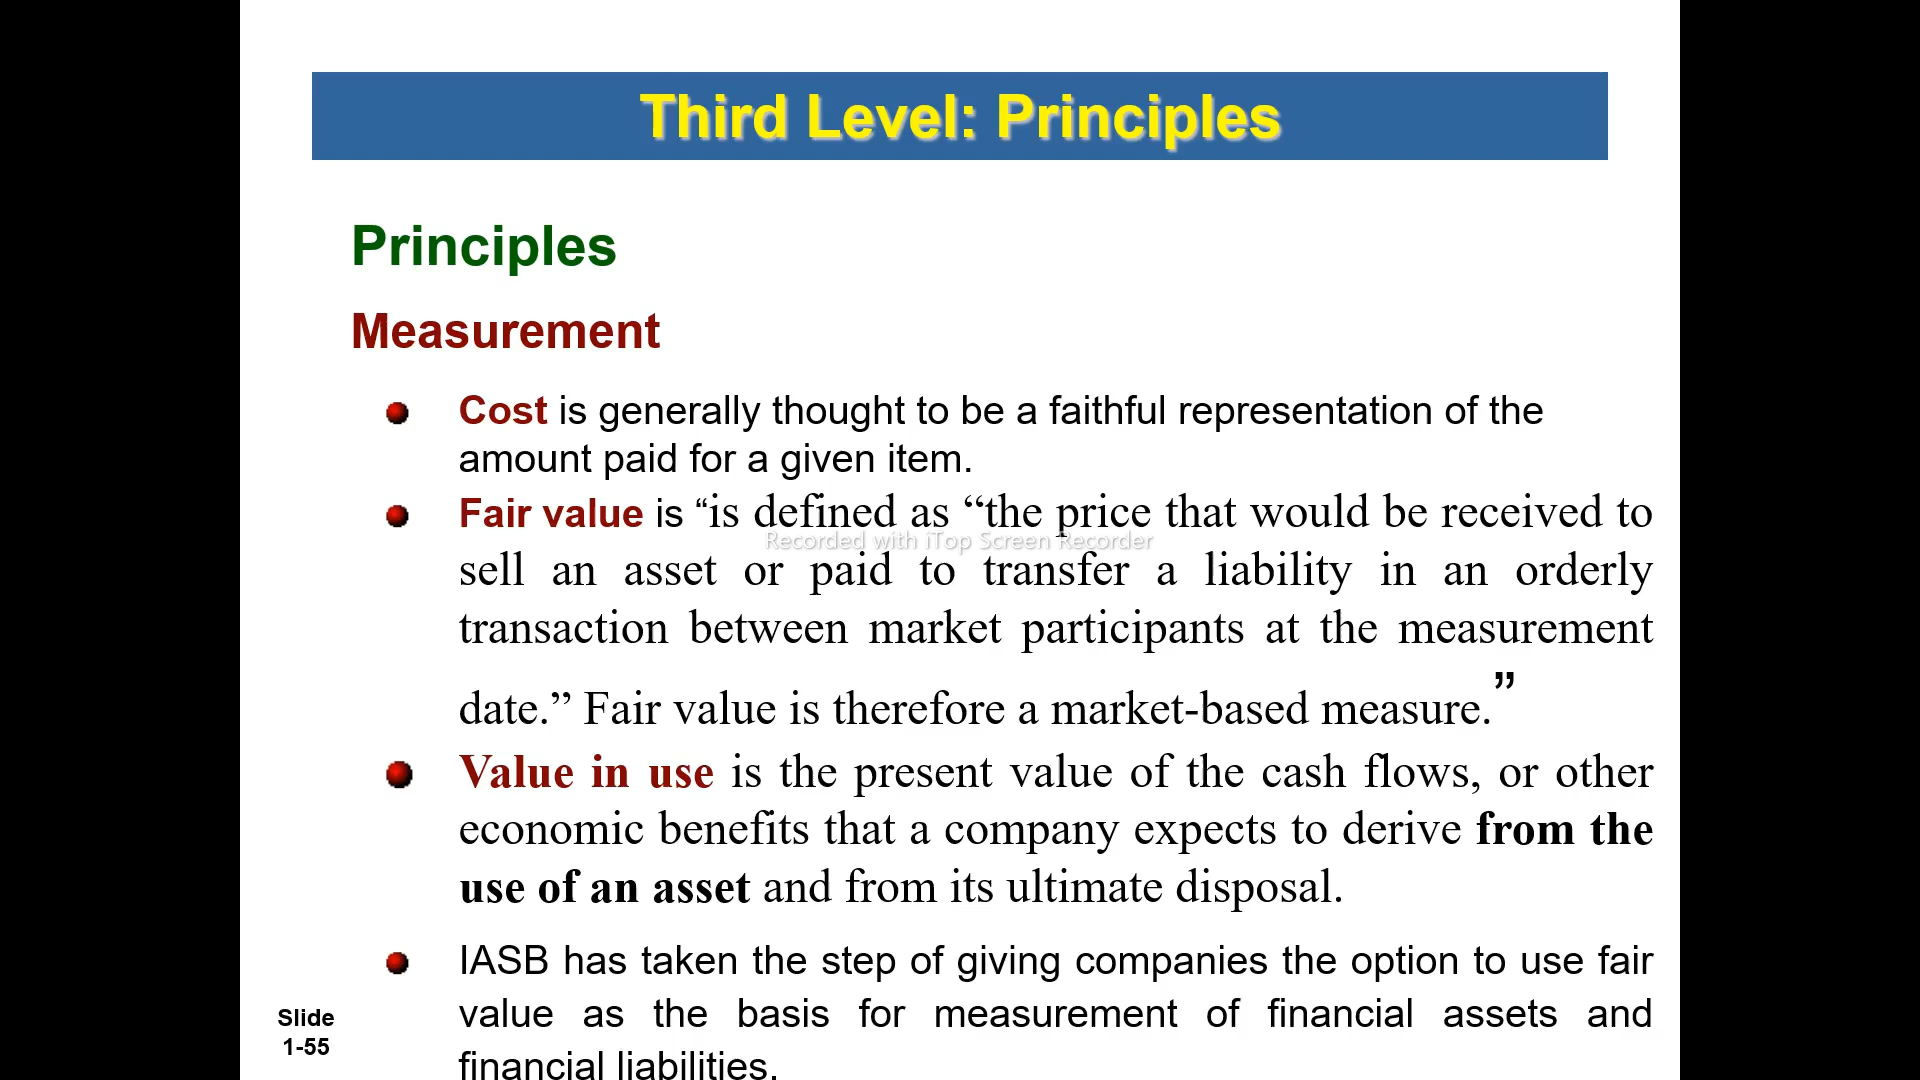 Third Level: Principles
Principles
Measurement
Cost is generally thought to be a faithful representation of the
amount paid for a given item.
Fair value is “is defined as “the price that would be received to
Recorded with iTop Screen Recorder
sell an asset or paid to transfer a liability in an orderly
transaction between market participants at the measurement
date.” Fair value is therefore a market-based measure.”
Value in use is the present value of the cash flows, or other
economic benefits that a company expects to derive from the
use of an asset and from its ultimate disposal.
IASB has taken the step of giving companies the option to use fair
value as the basis for measurement of financial assets and
financial liabilities.
Slide
1-55